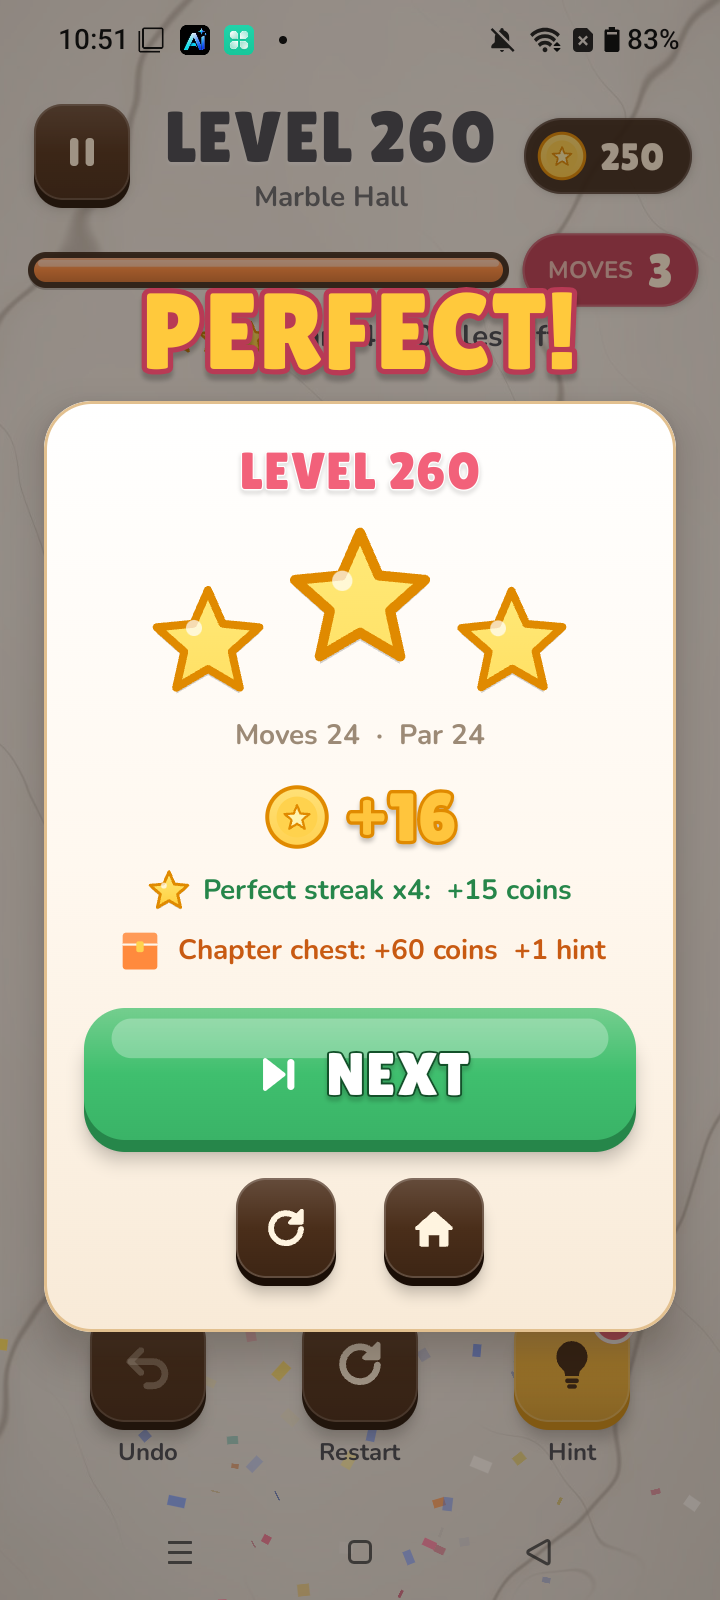 10:51
Ai
83%
LEVEL 260
250
Marble Hall
MOVES 3
PERFECT!
LEVEL 260
Moves 24 · Par 24
+16
Perfect streak x4: +15 coins
Chapter chest: +60 coins +1 hint
NEXT
Undo
Restart
Hint